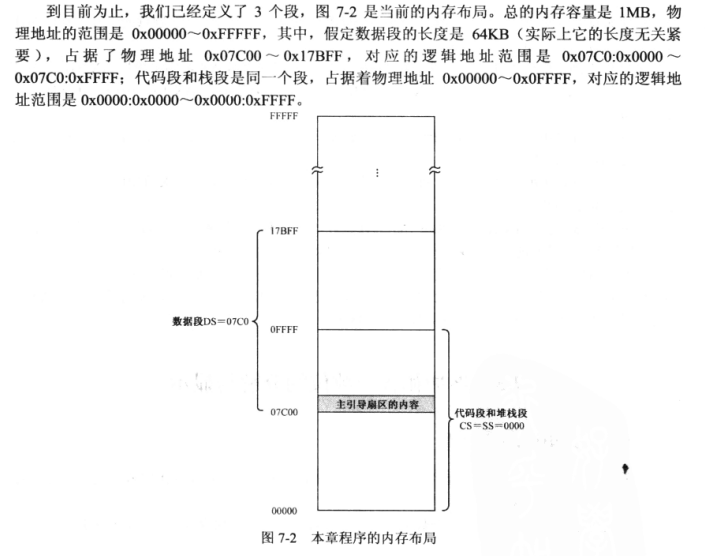 到目前为止，我们已经定义了 3 个段，图 7-2 是当前的内存布局。总的内存容量是 1MB，物
理地址的范围是 0x00000～0xFFFFF，其中，假定数据段的长度是 64KB（实际上它的长度无关紧
要），占据了物理地址 0x07C00～0x17BFF，对应的逻辑地址范围是 0x07C0:0x0000～
0x07C0:0xFFFF；代码段和栈段是同一个段，占据着物理地址 0x00000～0x0FFFF，对应的逻辑地
址范围是 0x0000:0x0000～0x0000:0xFFFF。
FFFFF
⋮
17BFF
数据段DS=07C0
0FFFF
主引导扇区的内容
07C00
代码段和堆栈段
CS=SS=0000
00000
图 7-2 本章程序的内存布局